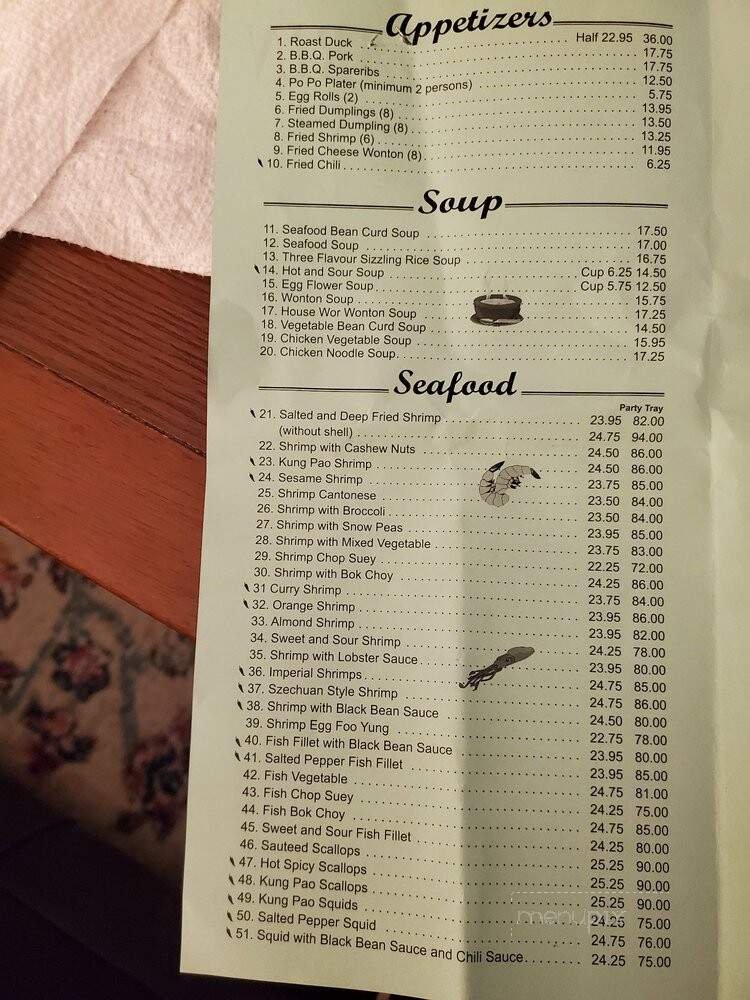 Appetizers
1. Roast Duck Half 22.95 36.00
2. B.B.Q. Pork 17.75
3. B.B.Q. Spareribs 17.75
4. Po Po Plater (minimum 2 persons) 12.50
5. Egg Rolls (2) 5.75
6. Fried Dumplings (8) 13.95
7. Steamed Dumpling (8) 13.50
8. Fried Shrimp (6) 13.25
9. Fried Cheese Wonton (8) 11.95
10. Fried Chili 6.25
Soup
11. Seafood Bean Curd Soup 17.50
12. Seafood Soup 17.00
13. Three Flavour Sizzling Rice Soup 16.75
14. Hot and Sour Soup Cup 6.25 14.50
15. Egg Flower Soup Cup 5.75 12.50
16. Wonton Soup 15.75
17. House Wor Wonton Soup 17.25
18. Vegetable Bean Curd Soup 14.50
19. Chicken Vegetable Soup 15.95
20. Chicken Noodle Soup 17.25
Seafood
Party Tray
21. Salted and Deep Fried Shrimp 23.95 82.00
(without shell) 24.75 94.00
22. Shrimp with Cashew Nuts 24.50 86.00
23. Kung Pao Shrimp 24.50 86.00
24. Sesame Shrimp 23.75 85.00
25. Shrimp Cantonese 23.50 84.00
26. Shrimp with Broccoli 23.50 84.00
27. Shrimp with Snow Peas 23.95 85.00
28. Shrimp with Mixed Vegetable 23.75 83.00
29. Shrimp Chop Suey 22.25 72.00
30. Shrimp with Bok Choy 24.25 86.00
31 Curry Shrimp 23.75 84.00
32. Orange Shrimp 23.95 86.00
33. Almond Shrimp 23.95 82.00
34. Sweet and Sour Shrimp 24.25 78.00
35. Shrimp with Lobster Sauce 23.95 80.00
36. Imperial Shrimps 24.75 85.00
37. Szechuan Style Shrimp 24.75 86.00
38. Shrimp with Black Bean Sauce 24.50 80.00
39. Shrimp Egg Foo Yung 22.75 78.00
40. Fish Fillet with Black Bean Sauce 23.95 80.00
41. Salted Pepper Fish Fillet 23.95 85.00
42. Fish Vegetable 24.75 81.00
43. Fish Chop Suey 24.25 75.00
44. Fish Bok Choy 24.75 85.00
45. Sweet and Sour Fish Fillet 24.25 80.00
46. Sauteed Scallops 25.25 90.00
47. Hot Spicy Scallops 25.25 90.00
48. Kung Pao Scallops 25.25 90.00
49. Kung Pao Squids 24.25 75.00
50. Salted Pepper Squid 24.75 76.00
51. Squid with Black Bean Sauce and Chili Sauce 24.25 75.00